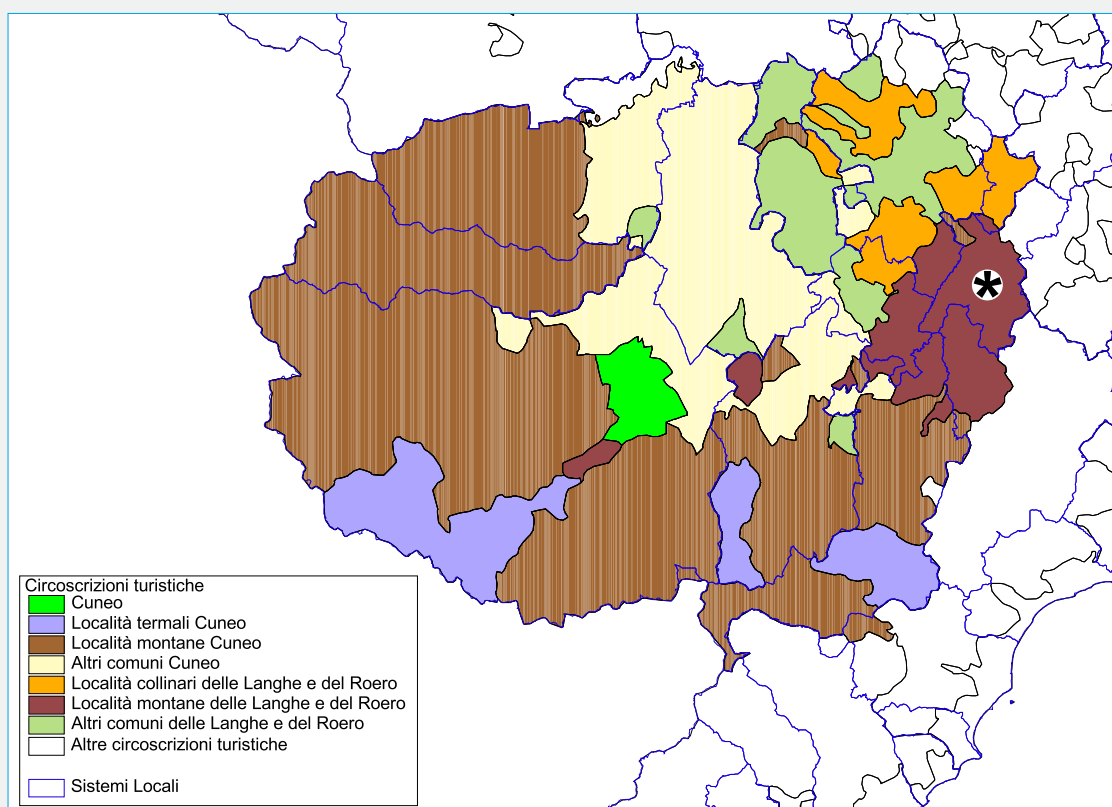 *
Circoscrizioni turistiche
Cuneo
Località termali Cuneo
Località montane Cuneo
Altri comuni Cuneo
Località collinari delle Langhe e del Roero
Località montane delle Langhe e del Roero
Altri comuni delle Langhe e del Roero
Altre circoscrizioni turistiche
Sistemi Locali